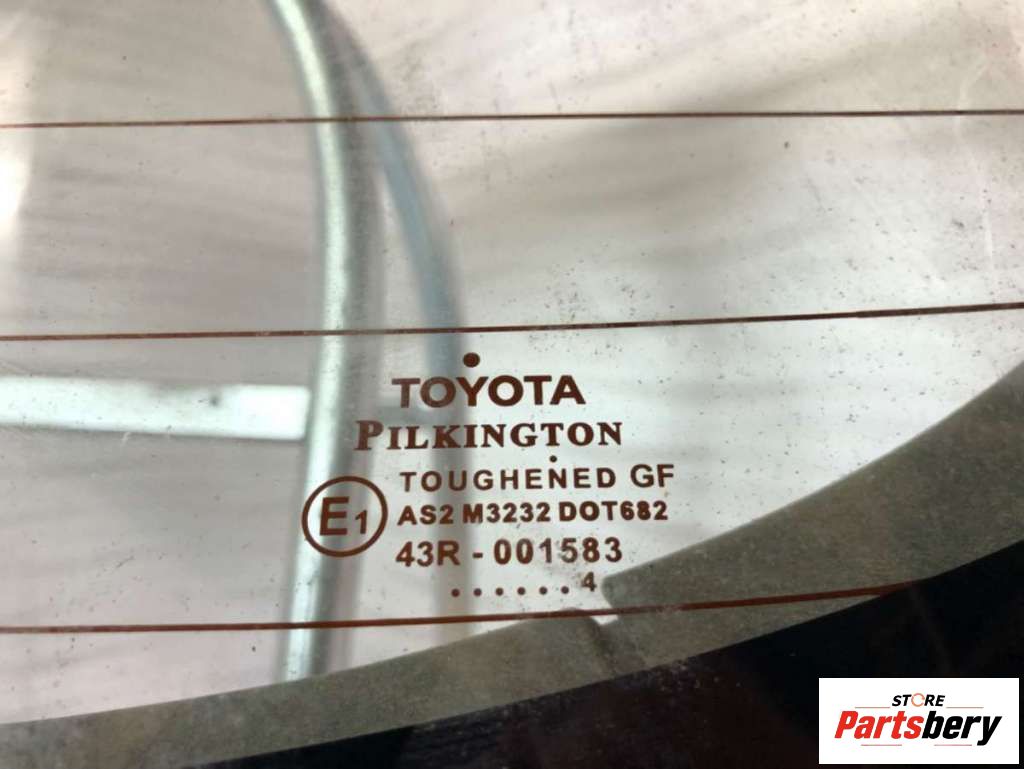 TOYOTA
PILKINGTON
TOUGHENED GF
E1
AS2 M3232 DOT682
43R - 001583
. . . . . . 4
STORE
Partsbery